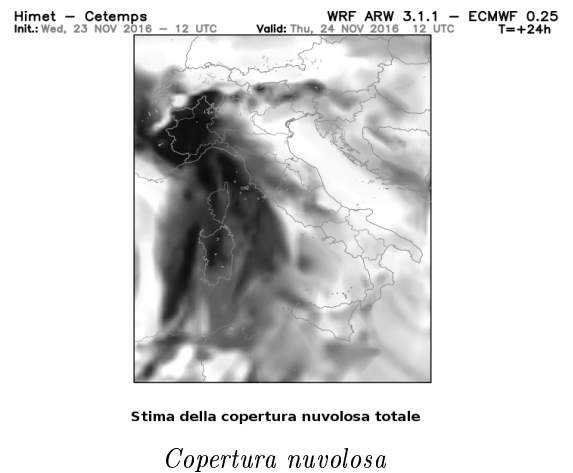 Himet – Cetemps WRF ARW 3.1.1 – ECMWF 0.25
Init.: Wed, 23 NOV 2016 – 12 UTC Valid: Thu, 24 NOV 2016 12 UTC T=+24h
Stima della copertura nuvolosa totale
Copertura nuvolosa